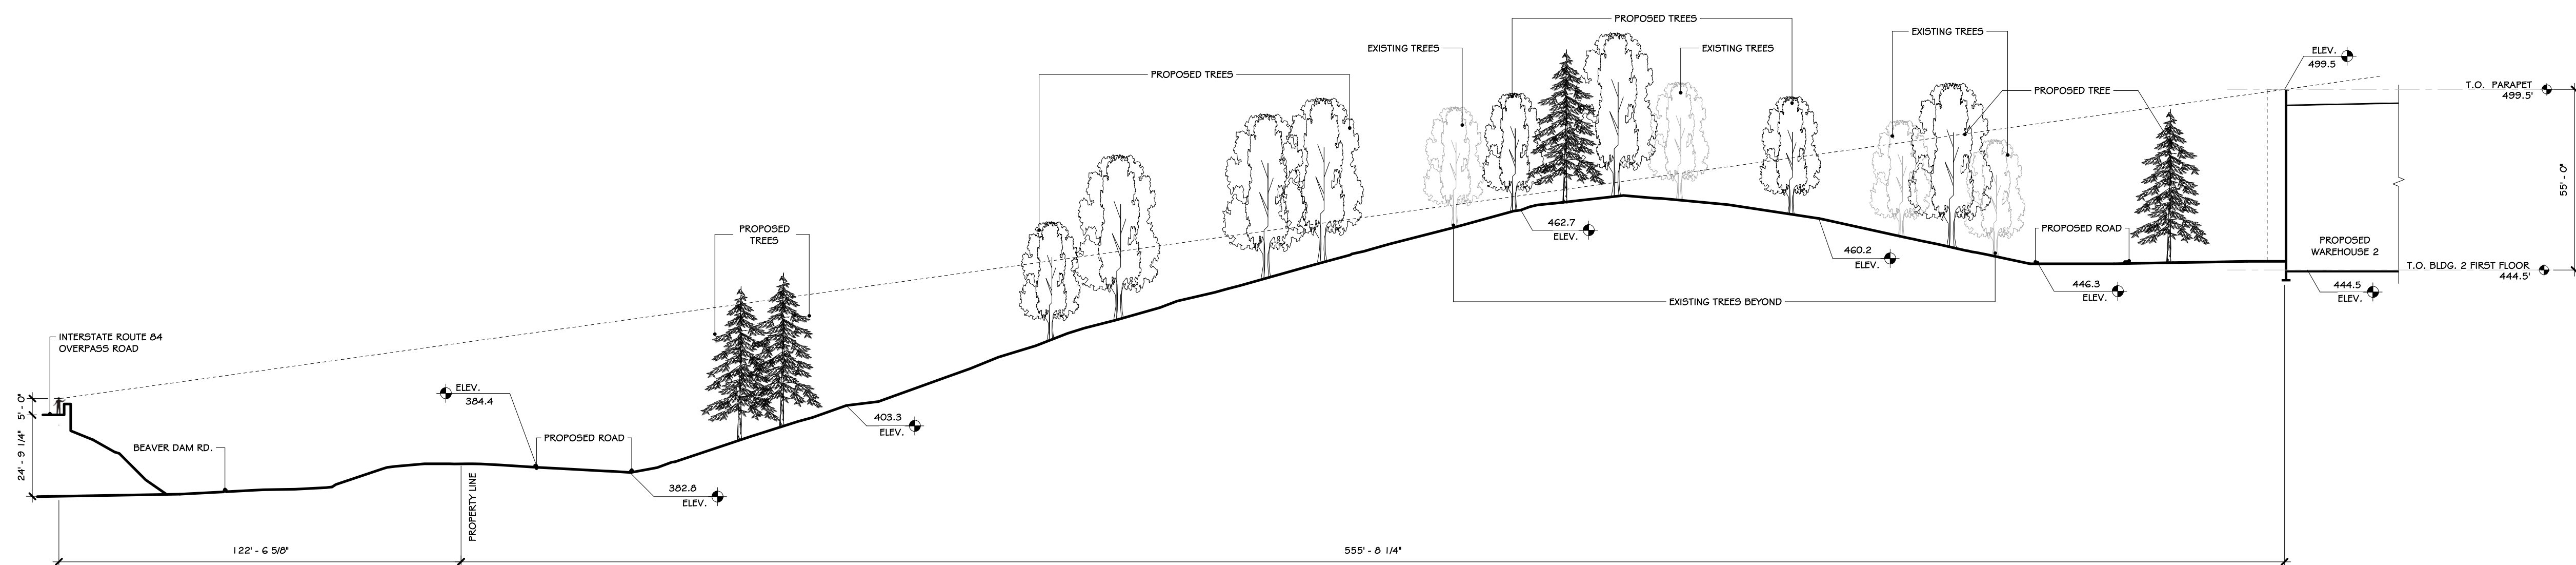 PROPOSED TREES
EXISTING TREES
EXISTING TREES
EXISTING TREES
PROPOSED TREES
ELEV.
499.5
T.O. PARAPET
499.5'
PROPOSED TREE
55' - 0"
PROPOSED
TREES
462.7
ELEV.
460.2
ELEV.
PROPOSED ROAD
PROPOSED
WAREHOUSE 2
T.O. BLDG. 2 FIRST FLOOR
444.5'
446.3
ELEV.
444.5
ELEV.
EXISTING TREES BEYOND
INTERSTATE ROUTE 84
OVERPASS ROAD
5' - 0"
24' - 9 1/4"
ELEV.
384.4
403.3
ELEV.
BEAVER DAM RD.
PROPOSED ROAD
PROPERTY LINE
382.8
ELEV.
122' - 6 5/8"
555' - 8 1/4"